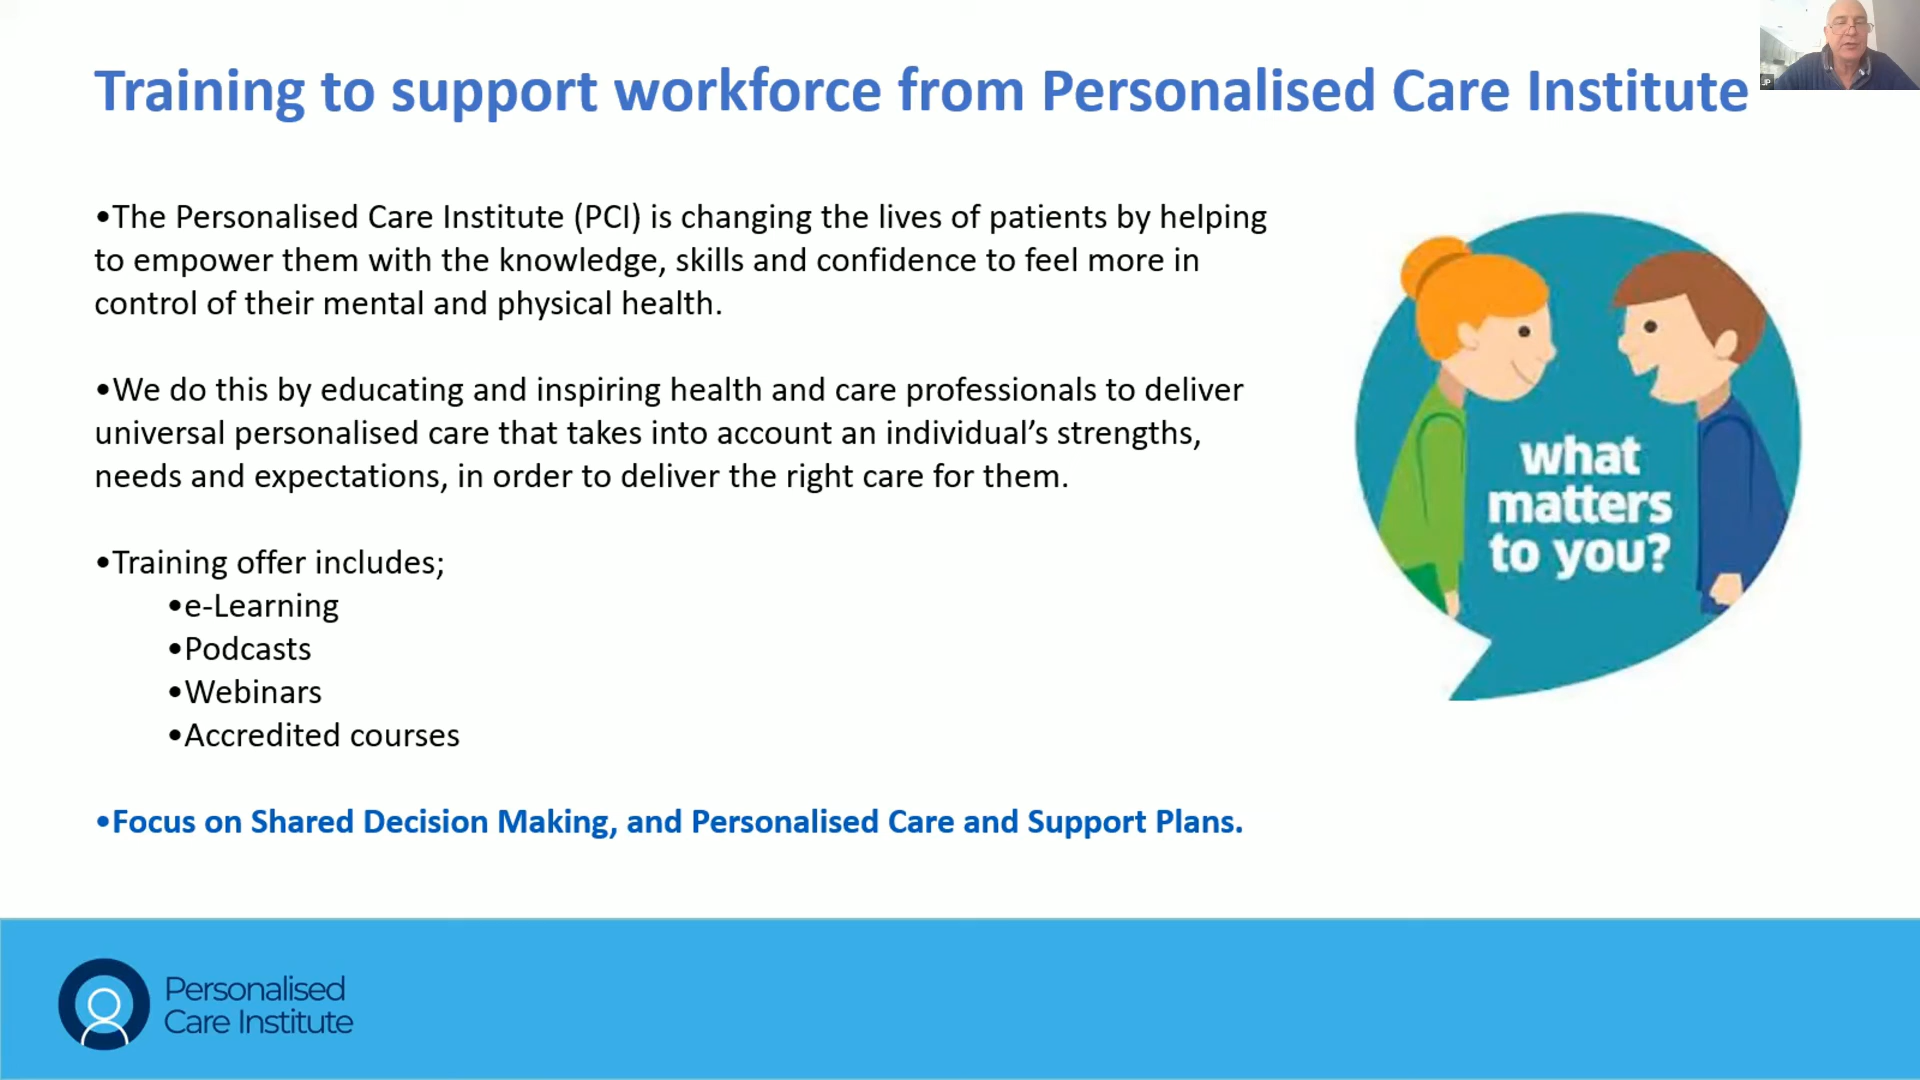 Training to support workforce from Personalised Care Institute
JP
•The Personalised Care Institute (PCI) is changing the lives of patients by helping
to empower them with the knowledge, skills and confidence to feel more in
control of their mental and physical health.
•We do this by educating and inspiring health and care professionals to deliver
universal personalised care that takes into account an individual’s strengths,
needs and expectations, in order to deliver the right care for them.
•Training offer includes;
•e-Learning
•Podcasts
•Webinars
•Accredited courses
•Focus on Shared Decision Making, and Personalised Care and Support Plans.
what
matters
to you?
Personalised
Care Institute